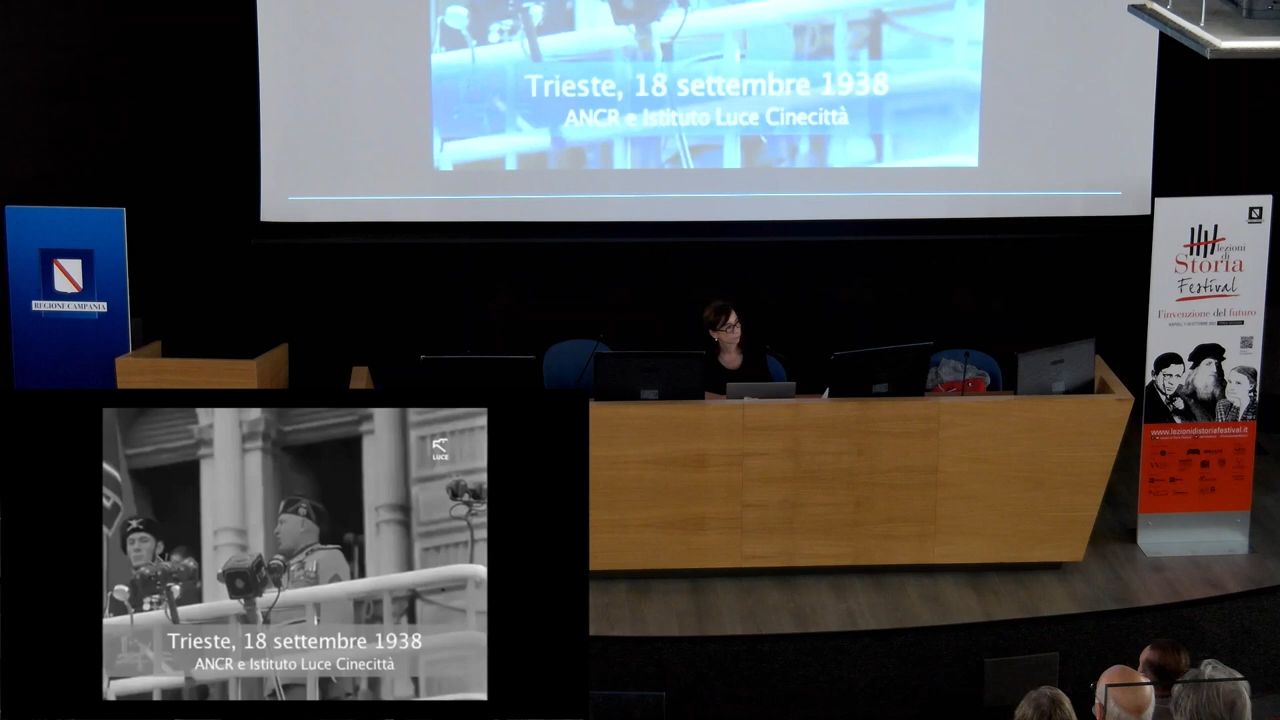 Trieste, 18 settembre 1938
ANCR e Istituto Luce Cinecittà
REGIONE CAMPANIA
lezioni
di
Storia
Festival
l'invenzione del futuro
www.lezionidistoriafestival.it
LUCE
Trieste, 18 settembre 1938
ANCR e Istituto Luce Cinecittà